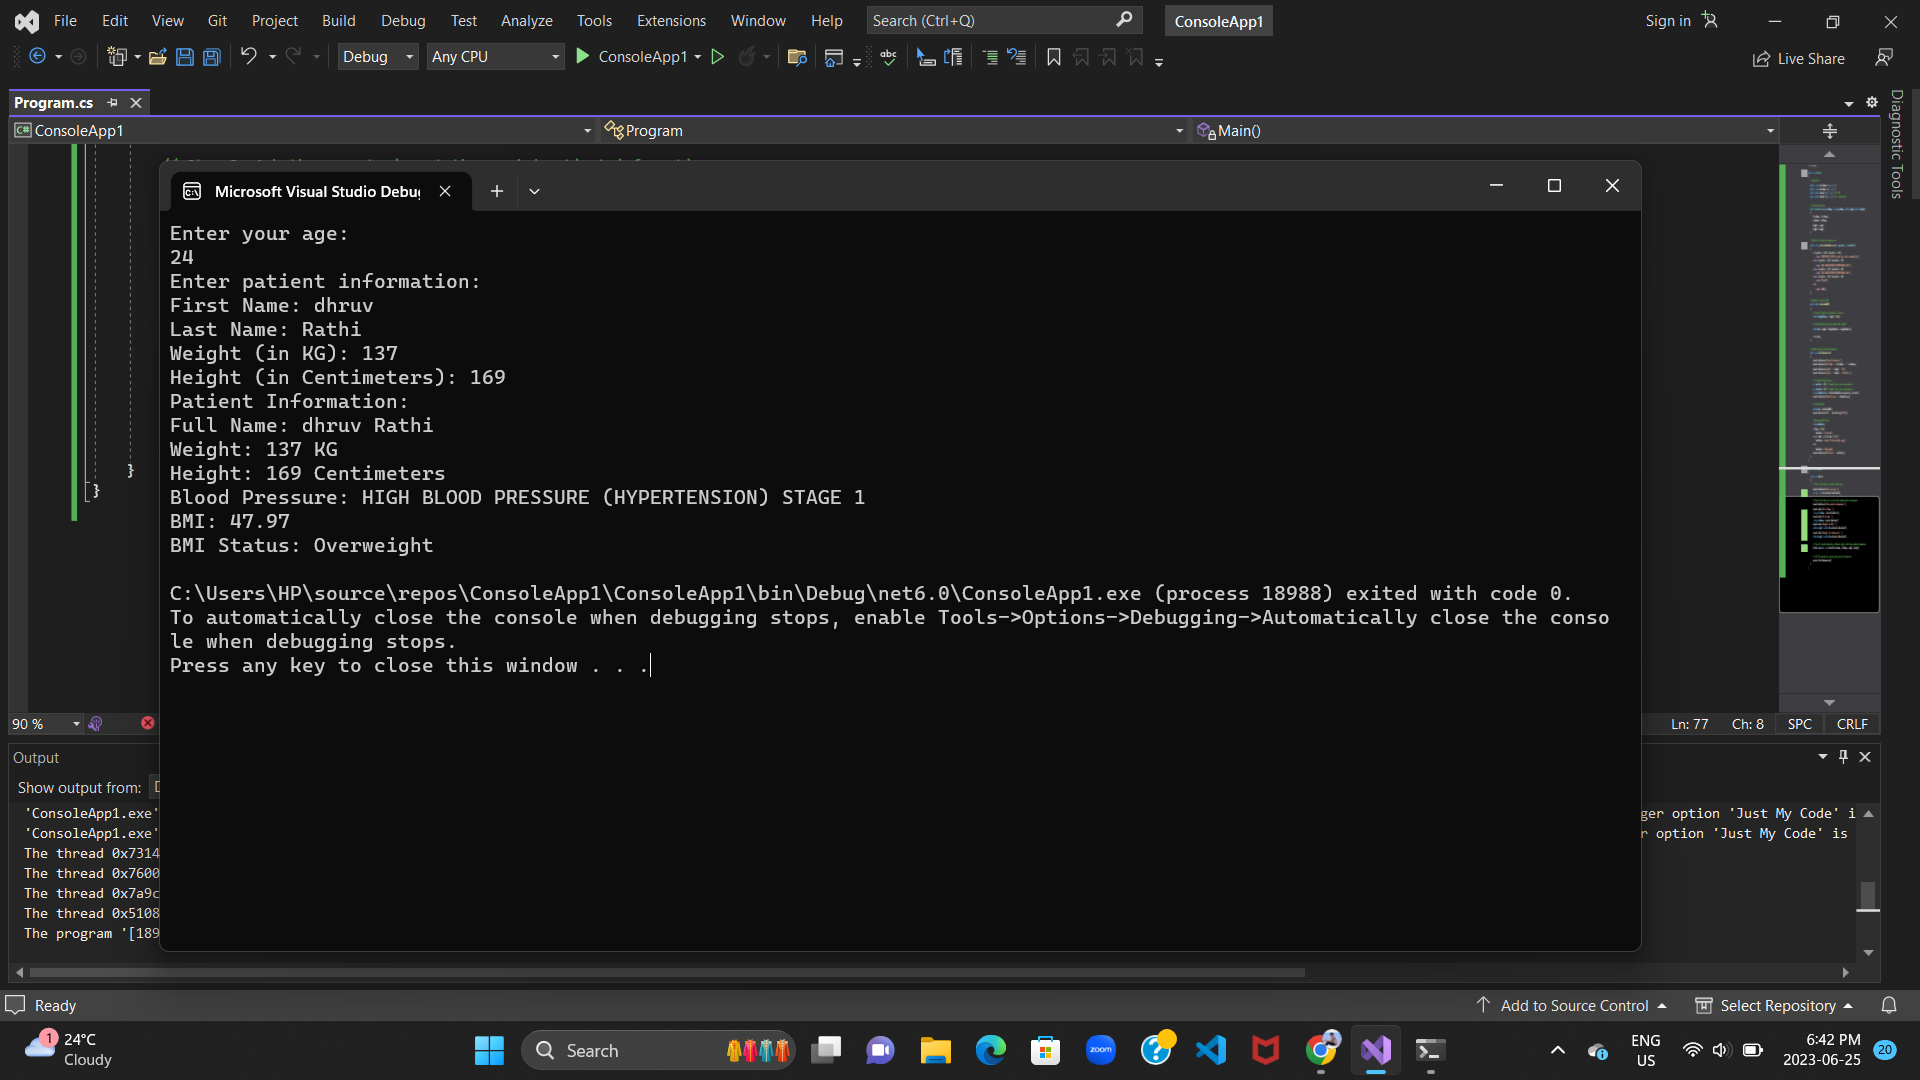 File Edit View Git Project Build Debug Test Analyze Tools Extensions Window Help Search (Ctrl+Q) ConsoleApp1 Sign in
Debug Any CPU ConsoleApp1 Live Share
Program.cs
ConsoleApp1 Program Main()
Diagnostic Tools
Microsoft Visual Studio Debug
Enter your age:
24
Enter patient information:
First Name: dhruv
Last Name: Rathi
Weight (in KG): 137
Height (in Centimeters): 169
Patient Information:
Full Name: dhruv Rathi
Weight: 137 KG
Height: 169 Centimeters
Blood Pressure: HIGH BLOOD PRESSURE (HYPERTENSION) STAGE 1
BMI: 47.97
BMI Status: Overweight
C:\Users\HP\source\repos\ConsoleApp1\ConsoleApp1\bin\Debug\net6.0\ConsoleApp1.exe (process 18988) exited with code 0.
To automatically close the console when debugging stops, enable Tools->Options->Debugging->Automatically close the conso
le when debugging stops.
Press any key to close this window . . .
}
}
90 % Ln: 77 Ch: 8 SPC CRLF
Output
Show output from:
'ConsoleApp1.exe' ger option 'Just My Code' i
'ConsoleApp1.exe' r option 'Just My Code' is
The thread 0x7314
The thread 0x7600
The thread 0x7a9c
The thread 0x5108
The program '[189
Ready Add to Source Control Select Repository
1 24°C
Cloudy
Search
zoom
ENG
US
6:42 PM
2023-06-25
20